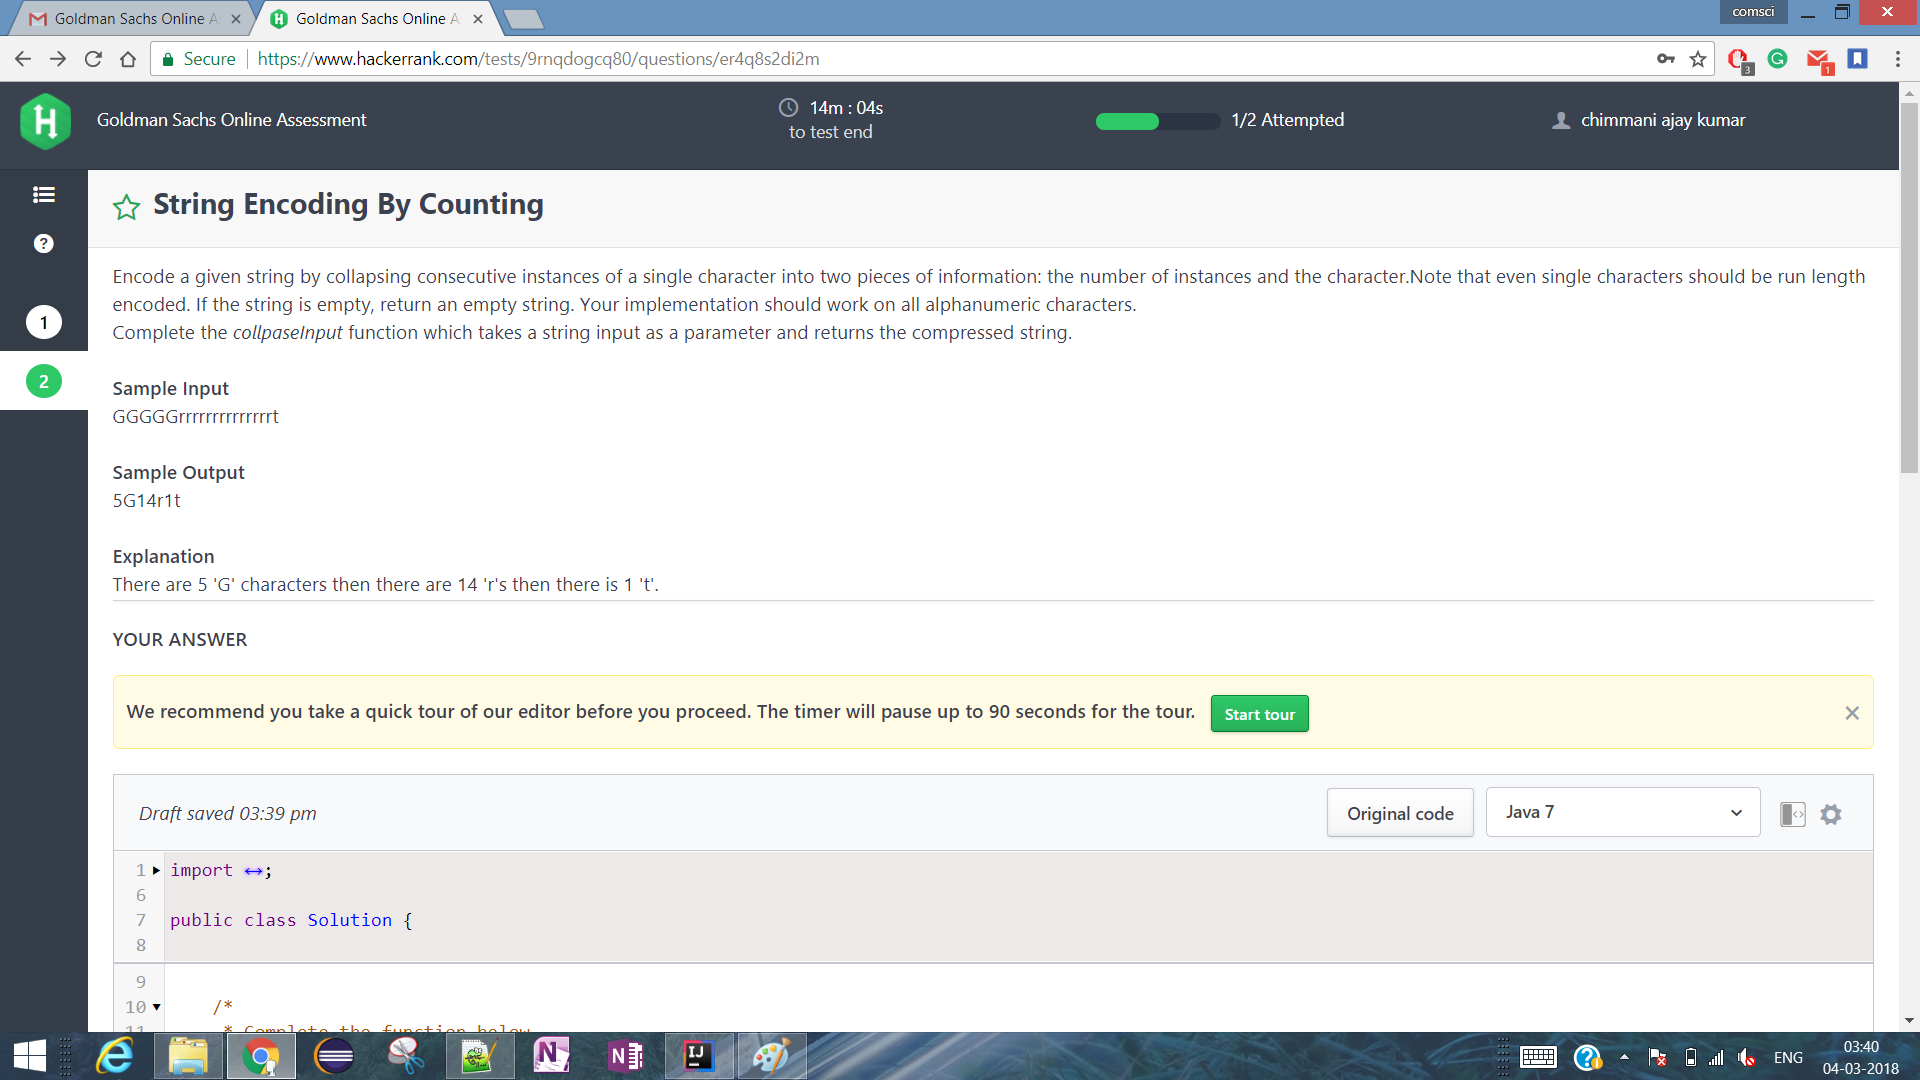 Goldman Sachs Online A
Goldman Sachs Online A
comsci
Secure
https://www.hackerrank.com/tests/9rnqdogcq80/questions/er4q8s2di2m
3
1
H
Goldman Sachs Online Assessment
14m : 04s
to test end
1/2 Attempted
chimmani ajay kumar
?
1
2
String Encoding By Counting
Encode a given string by collapsing consecutive instances of a single character into two pieces of information: the number of instances and the character.Note that even single characters should be run length
encoded. If the string is empty, return an empty string. Your implementation should work on all alphanumeric characters.
Complete the collpaseInput function which takes a string input as a parameter and returns the compressed string.
Sample Input
GGGGGrrrrrrrrrrrrrrt
Sample Output
5G14r1t
Explanation
There are 5 'G' characters then there are 14 'r's then there is 1 't'.
YOUR ANSWER
We recommend you take a quick tour of our editor before you proceed. The timer will pause up to 90 seconds for the tour.
Start tour
Draft saved 03:39 pm
Original code
Java 7
1 import ↔;
6
7 public class Solution {
8
9
10 /*
11 * Complete the function below
ENG
03:40
04-03-2018